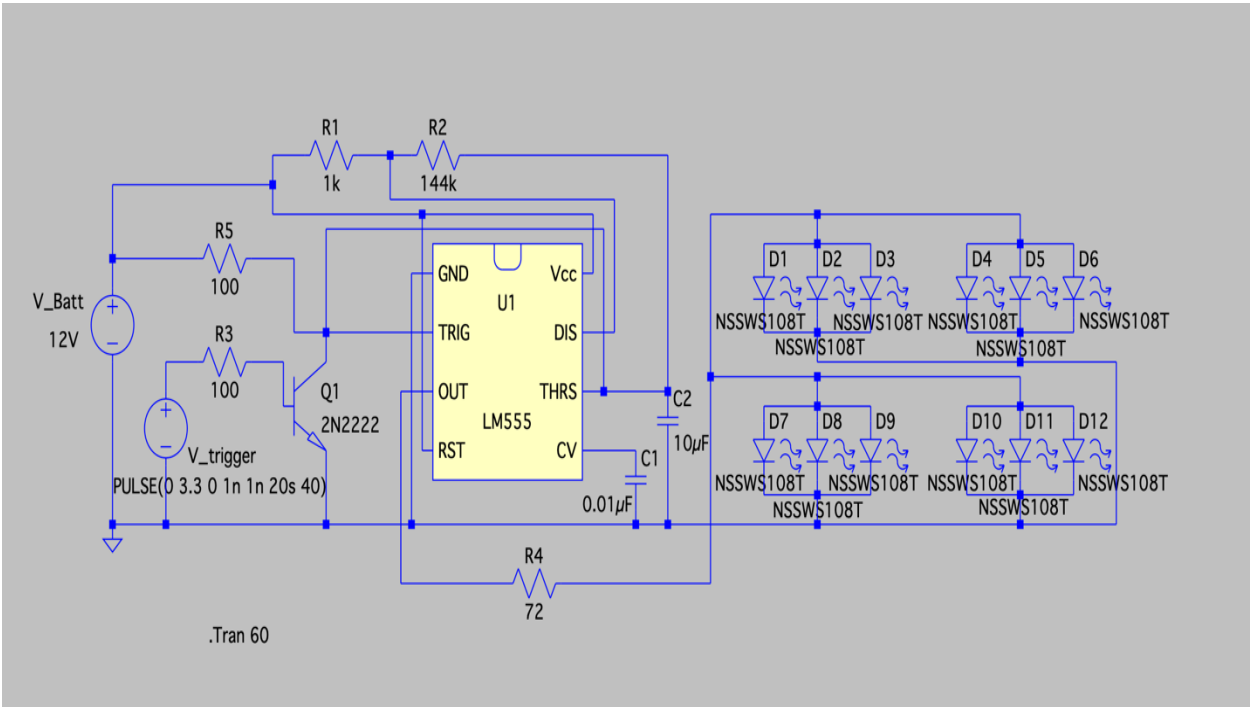 R1
R2
1k
144k
R5
100
V_Batt
12V
R3
100
Q1
2N2222
V_trigger
PULSE(0 3.3 0 1n 1n 20s 40)
GND
Vcc
U1
TRIG
DIS
OUT
THRS
LM555
RST
CV
C2
10µF
C1
0.01µF
D1
D2
D3
D4
D5
D6
NSSWS108T
NSSWS108T
NSSWS108T
NSSWS108T
NSSWS108T
NSSWS108T
D7
D8
D9
D10
D11
D12
NSSWS108T
NSSWS108T
NSSWS108T
NSSWS108T
NSSWS108T
NSSWS108T
R4
72
.Tran 60